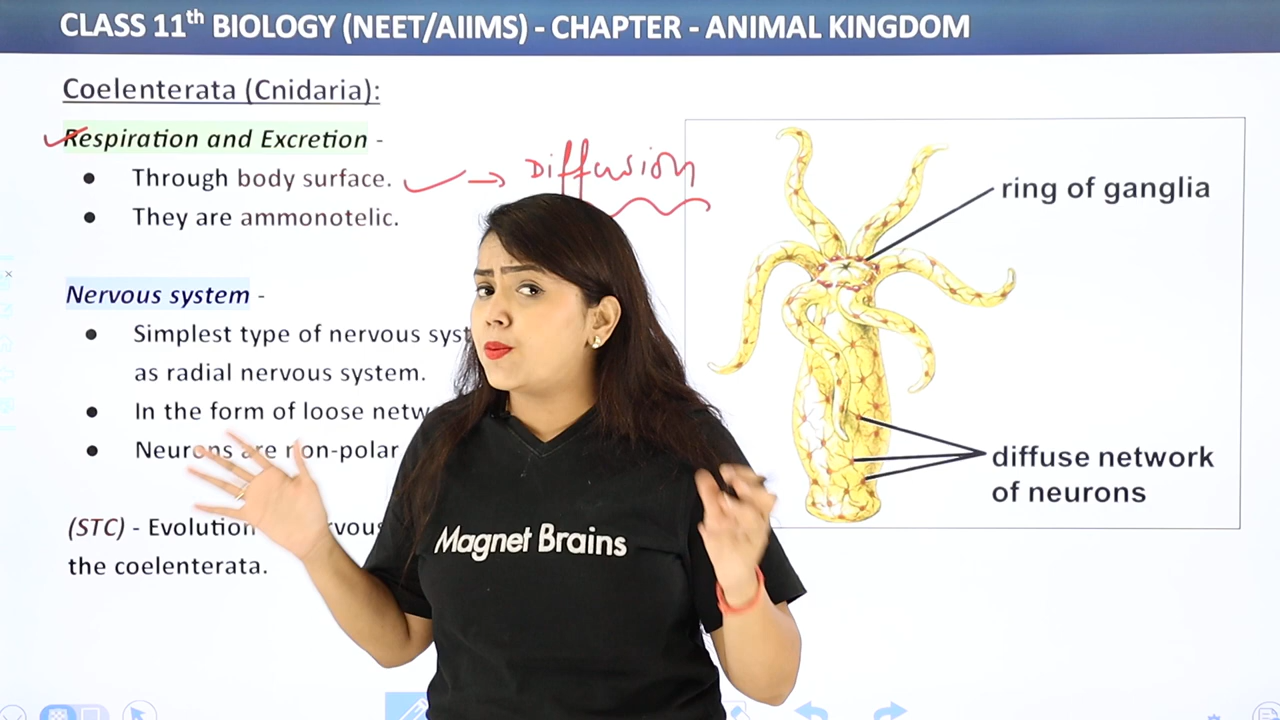 CLASS 11th BIOLOGY (NEET/AIIMS) - CHAPTER - ANIMAL KINGDOM
Coelenterata (Cnidaria):
Respiration and Excretion -
● Through body surface. → Diffusion
● They are ammonotelic.
Nervous system -
● Simplest type of nervous
as radial nervous system.
● In the form of loose
● Neurons are non-polar
(STC) - Evolution
the coelenterata.
ring of ganglia
diffuse network
of neurons
Magnet Brains